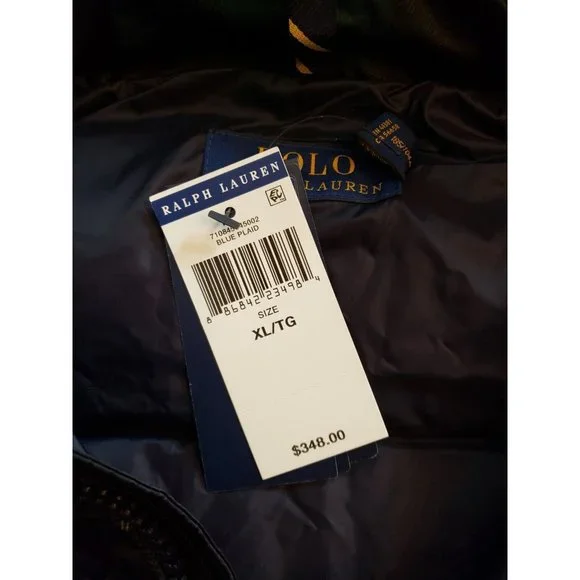 POLO
LAUREN
RALPH LAUREN
BLUE PLAID
8 86842 23498 4
SIZE
XL/TG
$348.00